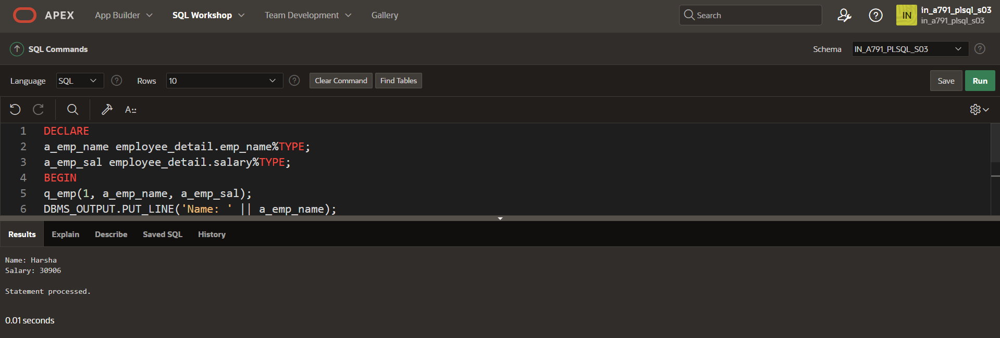 APEX App Builder SQL Workshop Team Development Gallery Search IN in_a791_plsql_s03
in_a791_plsql_s03
SQL Commands Schema IN_A791_PLSQL_S03 ?
Language SQL ? Rows 10 ? Clear Command Find Tables Save Run
A::
1 DECLARE
2 a_emp_name employee_detail.emp_name%TYPE;
3 a_emp_sal employee_detail.salary%TYPE;
4 BEGIN
5 q_emp(1, a_emp_name, a_emp_sal);
6 DBMS_OUTPUT.PUT_LINE('Name: ' || a_emp_name);
Results Explain Describe Saved SQL History
Name: Harsha
Salary: 30906
Statement processed.
0.01 seconds